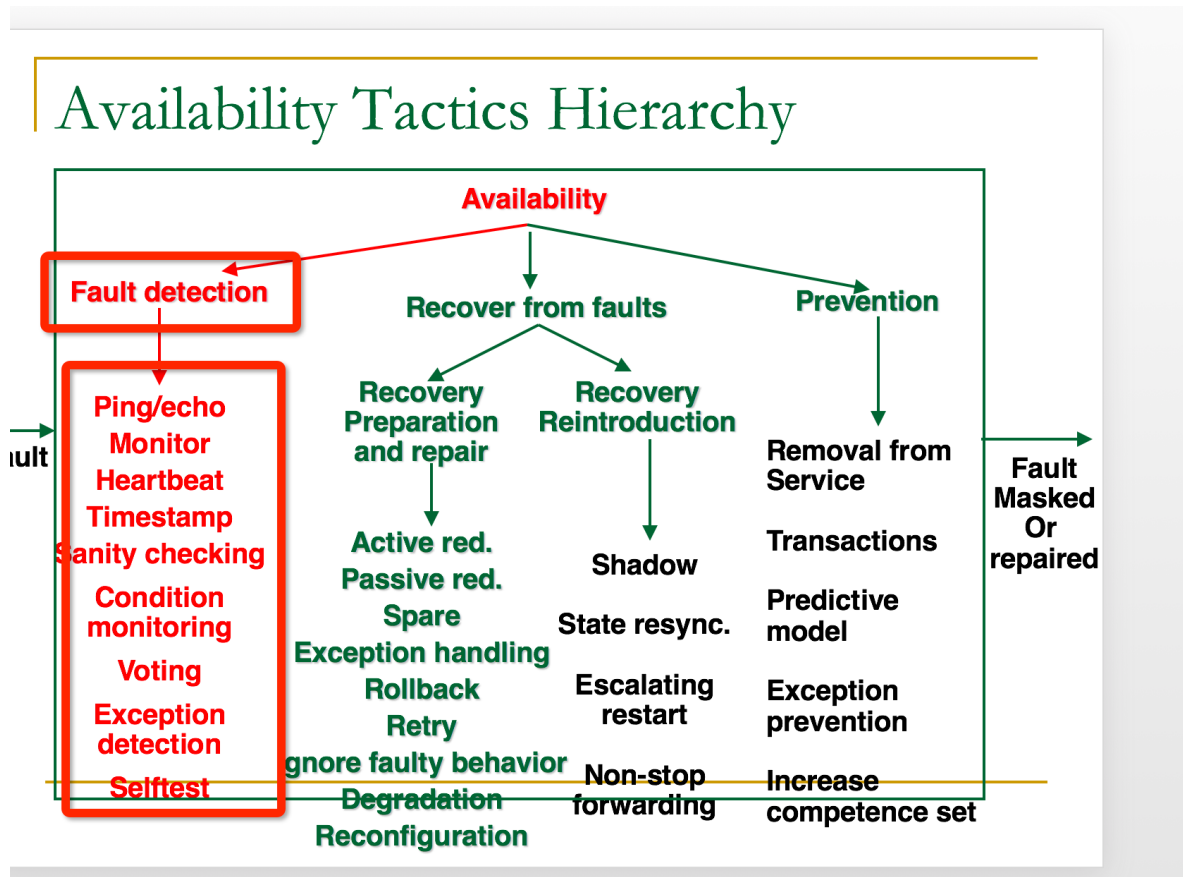 Availability Tactics Hierarchy
Availability
Fault detection
Ping/echo
Monitor
Heartbeat
Timestamp
Sanity checking
Condition
monitoring
Voting
Exception
detection
Selftest
Recover from faults
Recovery
Preparation
and repair
Active red.
Passive red.
Spare
Exception handling
Rollback
Retry
gnore faulty behavior
Degradation
Reconfiguration
Recovery
Reintroduction
Shadow
State resync.
Escalating
restart
Non-stop
forwarding
Prevention
Removal from
Service
Transactions
Predictive
model
Exception
prevention
Increase
competence set
ault
Fault
Masked
Or
repaired